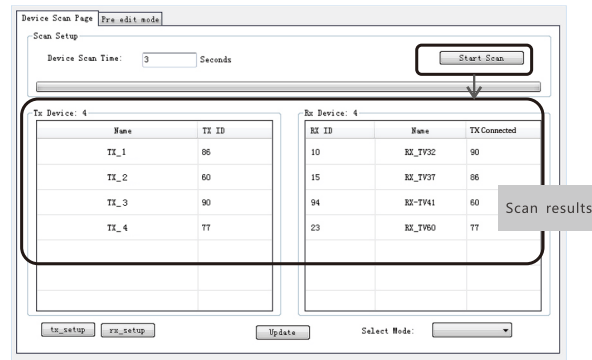 Device Scan Page Pre edit mode
Scan Setup
Device Scan Time: 3 Seconds Start Scan
Tx Device: 4 Rx Device: 4
Name TX ID RX ID Name TX Connected
TX_1 86 10 RX_TV32 90
TX_2 60 15 RX_TV37 86
TX_3 90 94 RX-TV41 60
TX_4 77 23 RX_TV60 77
Scan results
tx_setup rx_setup Update Select Mode: